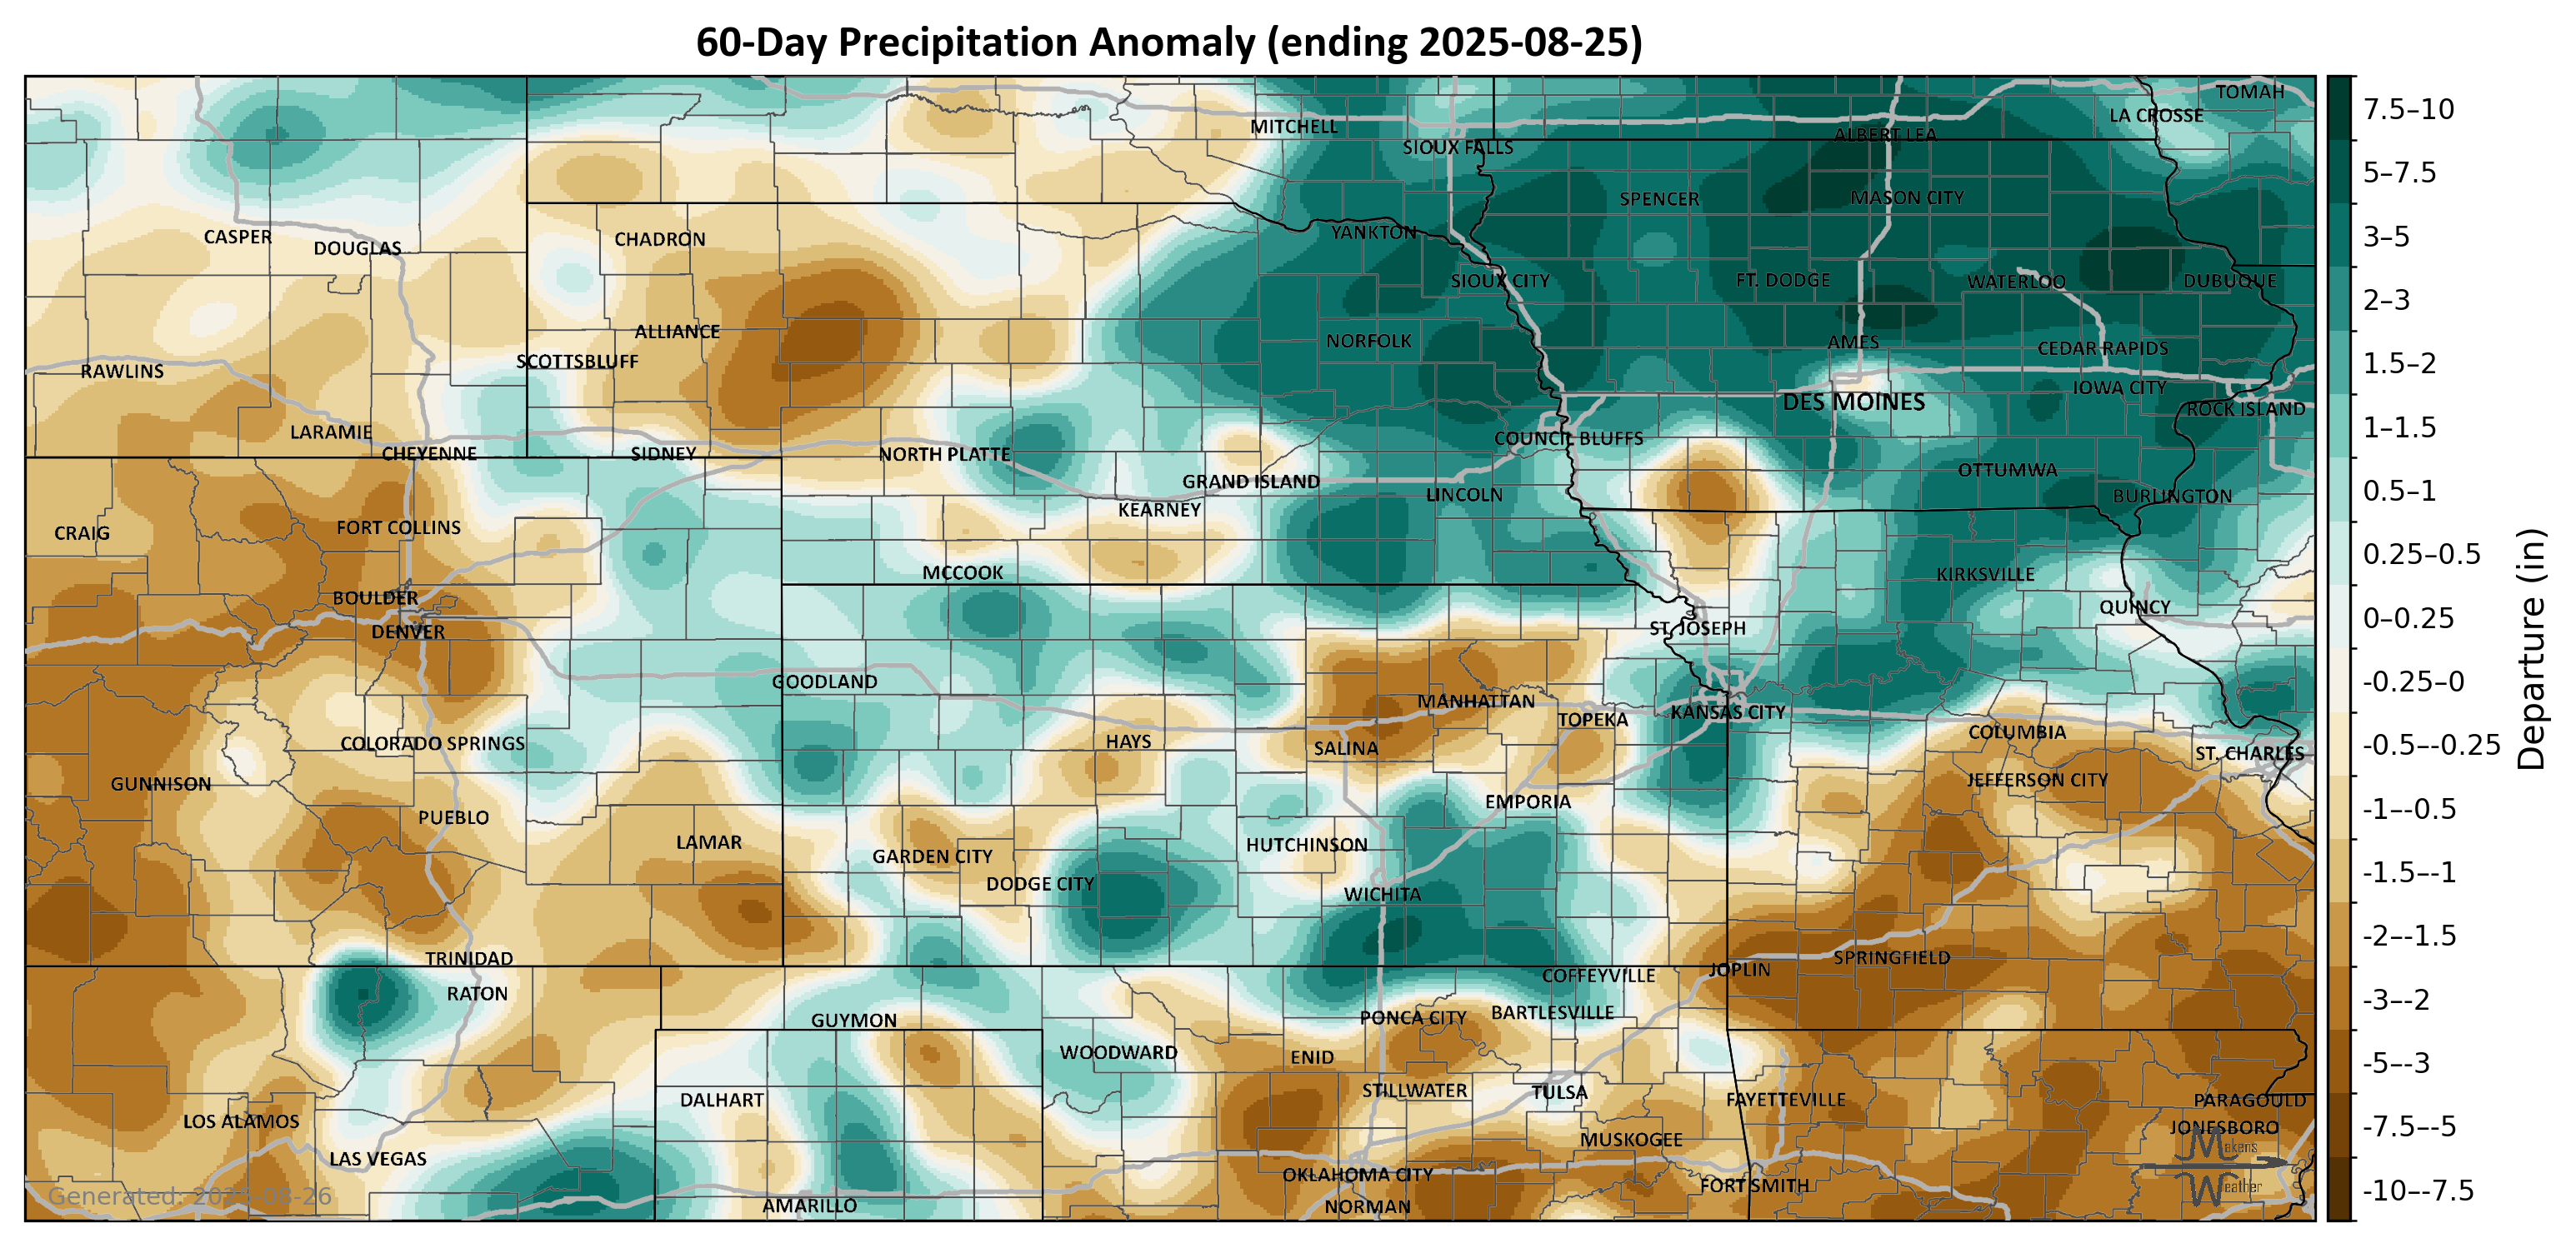 60-Day Precipitation Anomaly (ending 2025-08-25)
TOMAH
LA CROSSE
MITCHELL
ALBERT LEA
SIOUX FALLS
SPENCER
MASON CITY
YANKTON
CASPER
DOUGLAS
CHADRON
SIOUX CITY
FT. DODGE
WATERLOO
DUBUQUE
ALLIANCE
NORFOLK
AMES
CEDAR RAPIDS
SCOTTSBLUFF
RAWLINS
IOWA CITY
DES MOINES
ROCK ISLAND
LARAMIE
COUNCIL BLUFFS
CHEYENNE
SIDNEY
NORTH PLATTE
OTTUMWA
GRAND ISLAND
LINCOLN
BURLINGTON
KEARNEY
CRAIG
FORT COLLINS
MCCOOK
KIRKSVILLE
BOULDER
QUINCY
DENVER
ST. JOSEPH
GOODLAND
MANHATTAN
KANSAS CITY
TOPEKA
COLUMBIA
COLORADO SPRINGS
HAYS
SALINA
ST. CHARLES
GUNNISON
JEFFERSON CITY
EMPORIA
PUEBLO
LAMAR
HUTCHINSON
GARDEN CITY
DODGE CITY
WICHITA
TRINIDAD
SPRINGFIELD
JOPLIN
COFFEYVILLE
RATON
BARTLESVILLE
PONCA CITY
GUYMON
WOODWARD
ENID
STILLWATER
TULSA
DALHART
FAYETTEVILLE
PARAGOULD
LOS ALAMOS
JONESBORO
MUSKOGEE
LAS VEGAS
OKLAHOMA CITY
FORT SMITH
AMARILLO
NORMAN
Generated: 2025-08-26
Makens
Weather
7.5–10
5–7.5
3–5
2–3
1.5–2
1–1.5
0.5–1
0.25–0.5
0–0.25
-0.25–0
-0.5–-0.25
-1–-0.5
-1.5–-1
-2–-1.5
-3–-2
-5–-3
-7.5–-5
-10–-7.5
Departure (in)